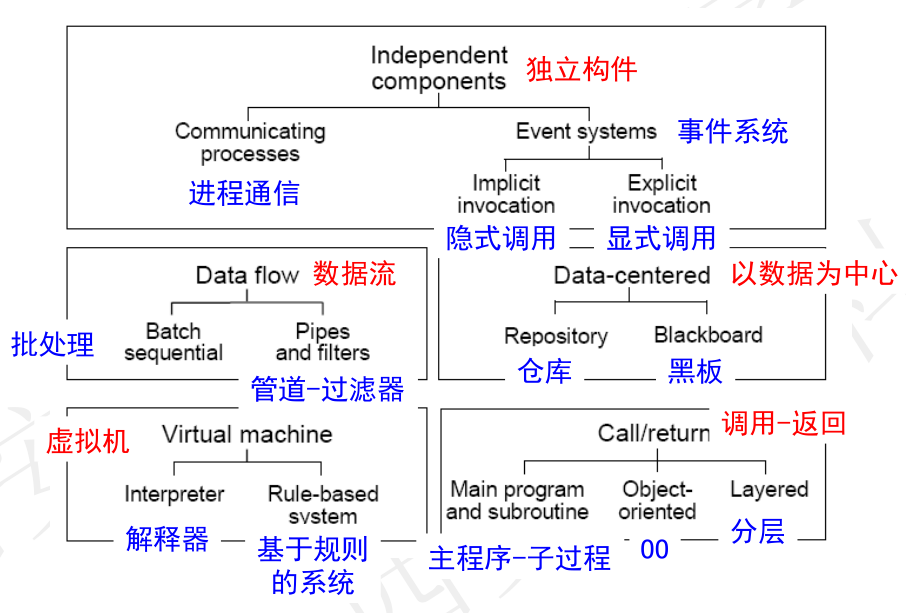 Independent
components
独立构件
Communicating
processes
进程通信
Event systems
事件系统
Implicit
invocation
隐式调用
Explicit
invocation
显式调用
Data flow
数据流
Batch
sequential
批处理
Pipes
and filters
管道-过滤器
Data-centered
以数据为中心
Repository
仓库
Blackboard
黑板
虚拟机
Virtual machine
Interpreter
解释器
Rule-based
system
基于规则
的系统
Call/return
调用-返回
Main program
and subroutine
主程序-子过程
Object-
oriented
OO
Layered
分层